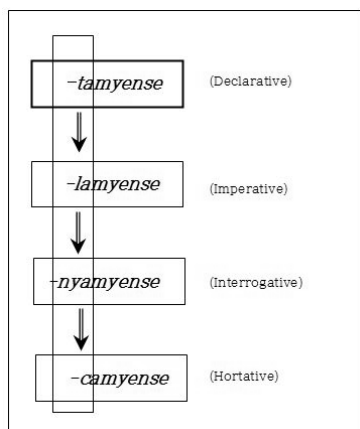 -tamyense (Declarative)
-lamyense (Imperative)
-nyamyense (Interrogative)
-camyense (Hortative)